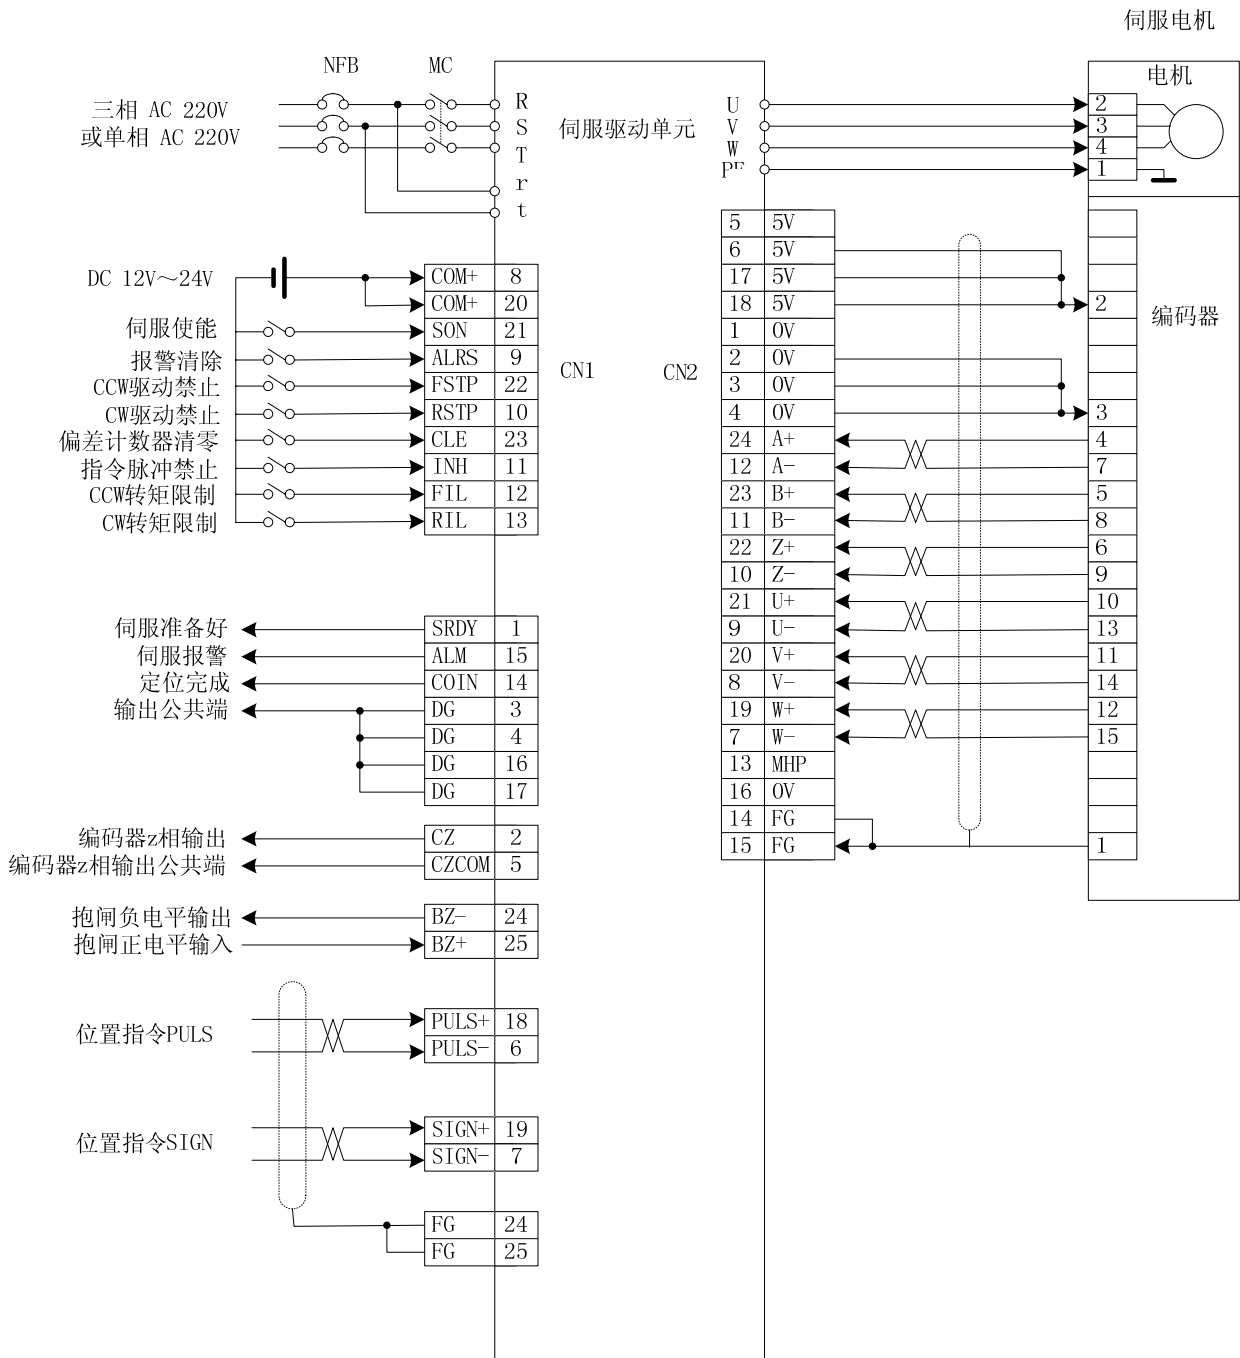 伺服电机
NFB MC
电机
三相 AC 220V
或单相 AC 220V
R
S
T
r
t
伺服驱动单元
U
V
W
2
3
4
1
DC 12V～24V
COM+ 8
COM+ 20
伺服使能 SON 21
报警清除 ALRS 9
CCW驱动禁止 FSTP 22
CW驱动禁止 RSTP 10
偏差计数器清零 CLE 23
指令脉冲禁止 INH 11
CCW转矩限制 FIL 12
CW转矩限制 RIL 13
CN1
CN2
伺服准备好 SRDY 1
伺服报警 ALM 15
定位完成 COIN 14
输出公共端 DG 3
DG 4
DG 16
DG 17
编码器z相输出 CZ 2
编码器z相输出公共端 CZCOM 5
抱闸负电平输出 BZ- 24
抱闸正电平输入 BZ+ 25
位置指令PULS
PULS+ 18
PULS- 6
位置指令SIGN
SIGN+ 19
SIGN- 7
FG 24
FG 25
5 5V
6 5V
17 5V
18 5V 2
1 0V
2 0V
3 0V
4 0V 3
24 A+ 4
12 A- 7
23 B+ 5
11 B- 8
22 Z+ 6
10 Z- 9
21 U+ 10
9 U- 13
20 V+ 11
8 V- 14
19 W+ 12
7 W- 15
13 MHP
16 0V
14 FG
15 FG 1
编码器